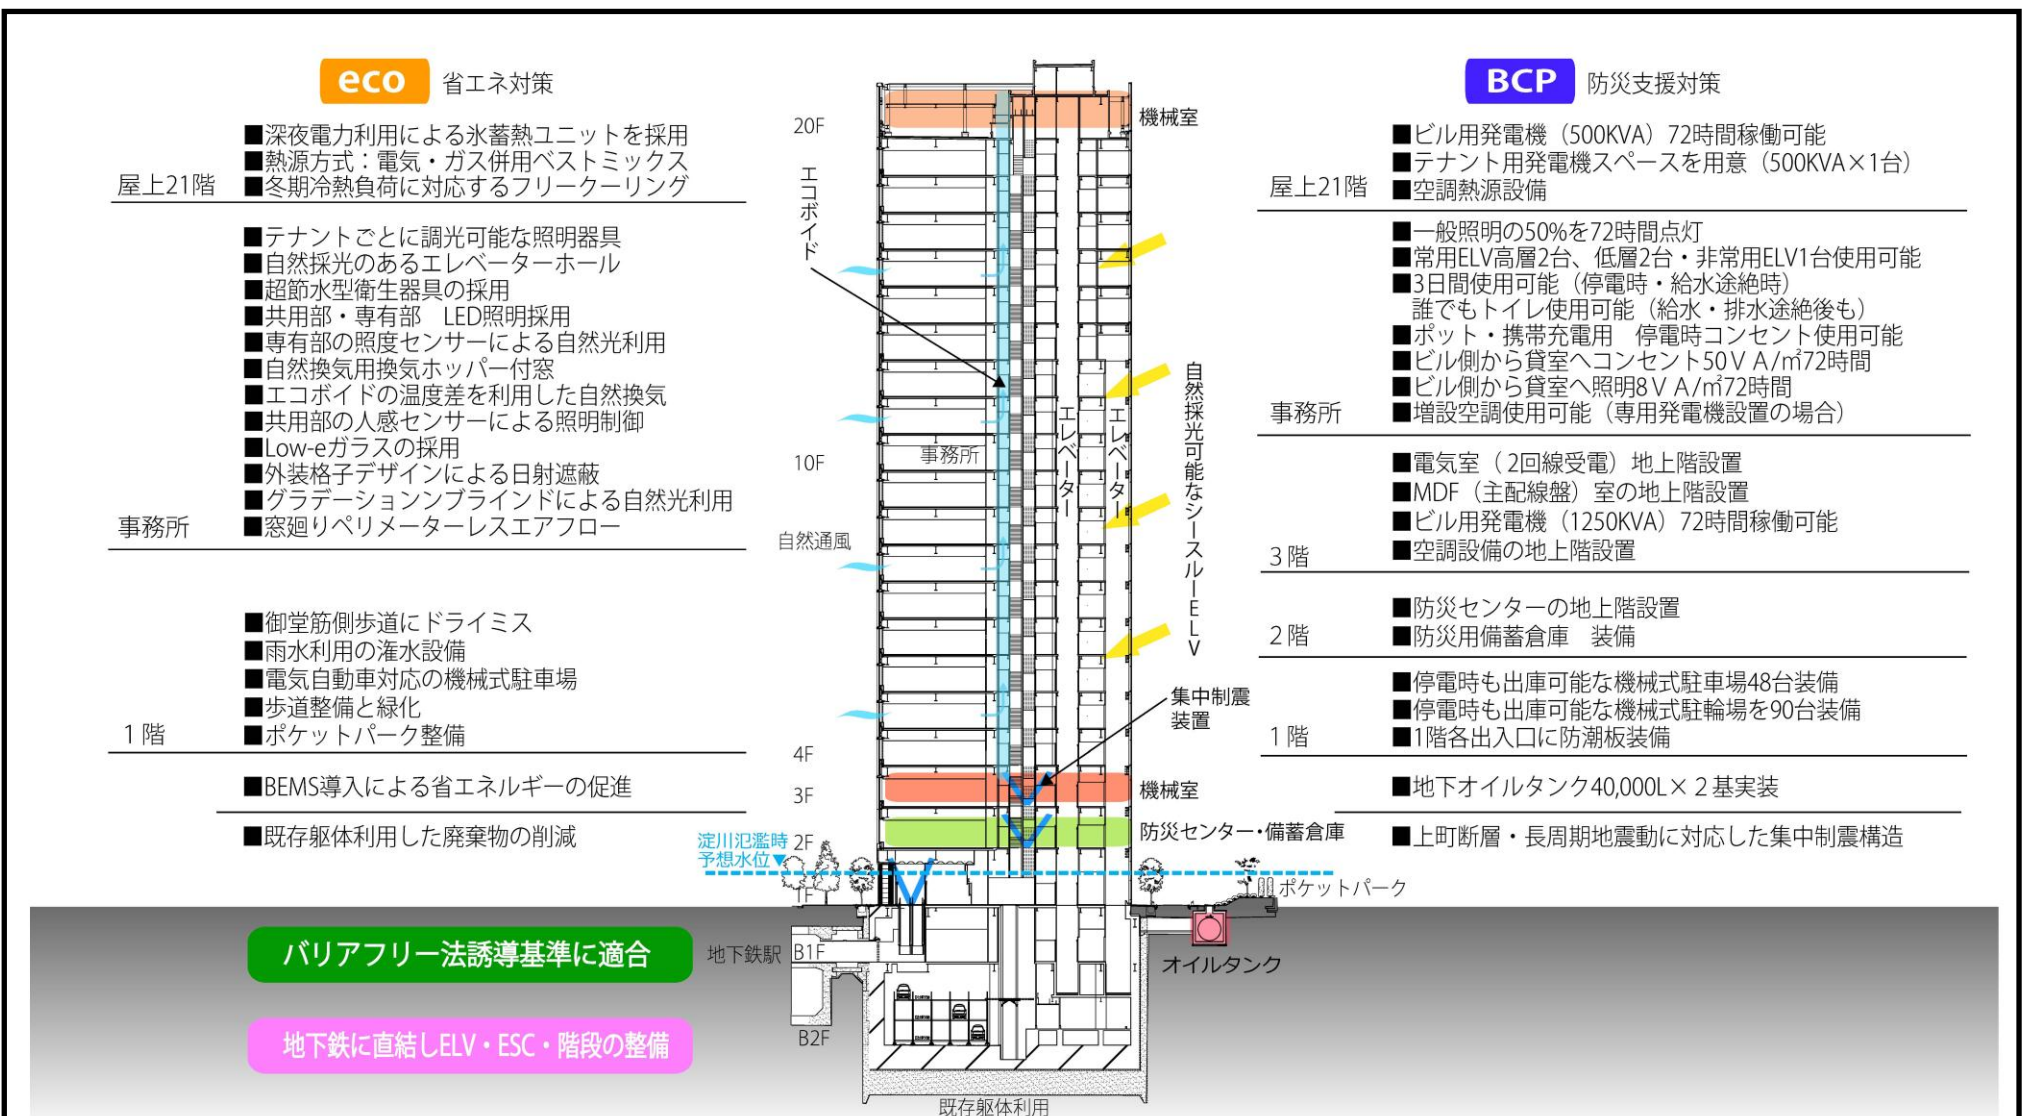 eco 省エネ対策
■深夜電力利用による氷蓄熱ユニットを採用
■熱源方式：電気・ガス併用ベストミックス
屋上21階 ■冬期冷熱負荷に対応するフリークーリング
■テナントごとに調光可能な照明器具
■自然採光のあるエレベーターホール
■超節水型衛生器具の採用
■共用部・専有部 LED照明採用
■専有部の照度センサーによる自然光利用
■自然換気用換気ホッパー付窓
■エコボイドの温度差を利用した自然換気
■共用部の人感センサーによる照明制御
■Low-eガラスの採用
■外装格子デザインによる日射遮蔽
■グラデーションンブラインドによる自然光利用
事務所 ■窓廻りペリメーターレスエアフロー
■御堂筋側歩道にドライミス
■雨水利用の潅水設備
■電気自動車対応の機械式駐車場
■歩道整備と緑化
1階 ■ポケットパーク整備
■BEMS導入による省エネルギーの促進
■既存躯体利用した廃棄物の削減
バリアフリー法誘導基準に適合
地下鉄に直結しELV・ESC・階段の整備
20F
エコボイド
10F
自然通風
4F
3F
2F
1F
淀川氾濫時
予想水位▼
地下鉄駅
B1F
B2F
事務所
エレベーター
エレベーター
機械室
自然採光可能なシースルーELV
集中制震
装置
機械室
防災センター・備蓄倉庫
ポケットパーク
オイルタンク
既存躯体利用
BCP 防災支援対策
■ビル用発電機（500KVA）72時間稼働可能
■テナント用発電機スペースを用意（500KVA×1台）
屋上21階 ■空調熱源設備
■一般照明の50%を72時間点灯
■常用ELV高層2台、低層2台・非常用ELV1台使用可能
■3日間使用可能（停電時・給水途絶時）
誰でもトイレ使用可能（給水・排水途絶後も）
■ポット・携帯充電用 停電時コンセント使用可能
■ビル側から貸室へコンセント50ＶＡ/㎡72時間
■ビル側から貸室へ照明8ＶＡ/㎡72時間
事務所 ■増設空調使用可能（専用発電機設置の場合）
■電気室（2回線受電）地上階設置
■MDF（主配線盤）室の地上階設置
■ビル用発電機（1250KVA）72時間稼働可能
3階 ■空調設備の地上階設置
■防災センターの地上階設置
2階 ■防災用備蓄倉庫 装備
■停電時も出庫可能な機械式駐車場48台装備
■停電時も出庫可能な機械式駐輪場を90台装備
1階 ■1階各出入口に防潮板装備
■地下オイルタンク40,000L×２基実装
■上町断層・長周期地震動に対応した集中制震構造